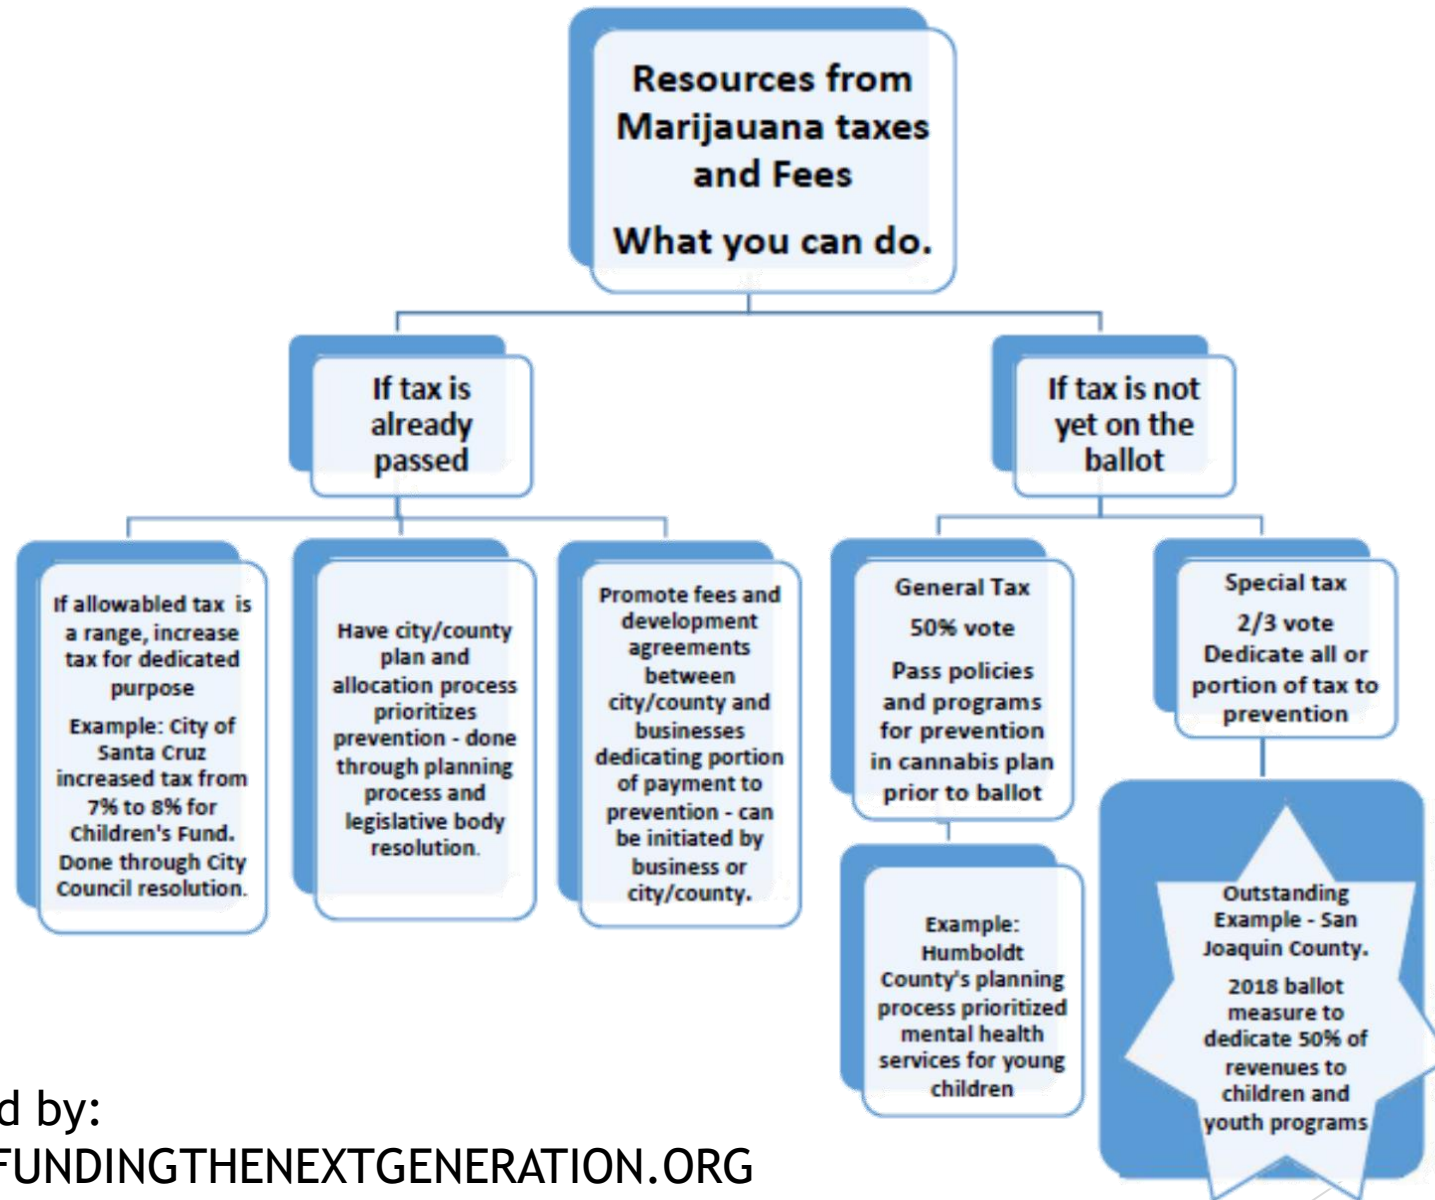 Resources from
Marijauana taxes
and Fees
What you can do.
If tax is
already
passed
If tax is not
yet on the
ballot
If allowabled tax is
a range, increase
tax for dedicated
purpose
Example: City of
Santa Cruz
increased tax from
7% to 8% for
Children's Fund.
Done through City
Council resolution.
Have city/county
plan and
allocation process
prioritizes
prevention - done
through planning
process and
legislative body
resolution.
Promote fees and
development
agreements
between
city/county and
businesses
dedicating portion
of payment to
prevention - can
be initiated by
business or
city/county.
General Tax
50% vote
Pass policies
and programs
for prevention
in cannabis plan
prior to ballot
Special tax
2/3 vote
Dedicate all or
portion of tax to
prevention
Example:
Humboldt
County's planning
process prioritized
mental health
services for young
children
Outstanding
Example - San
Joaquin County.
2018 ballot
measure to
dedicate 50% of
revenues to
children and
youth programs
d by:
FUNDINGTHENEXTGENERATION.ORG